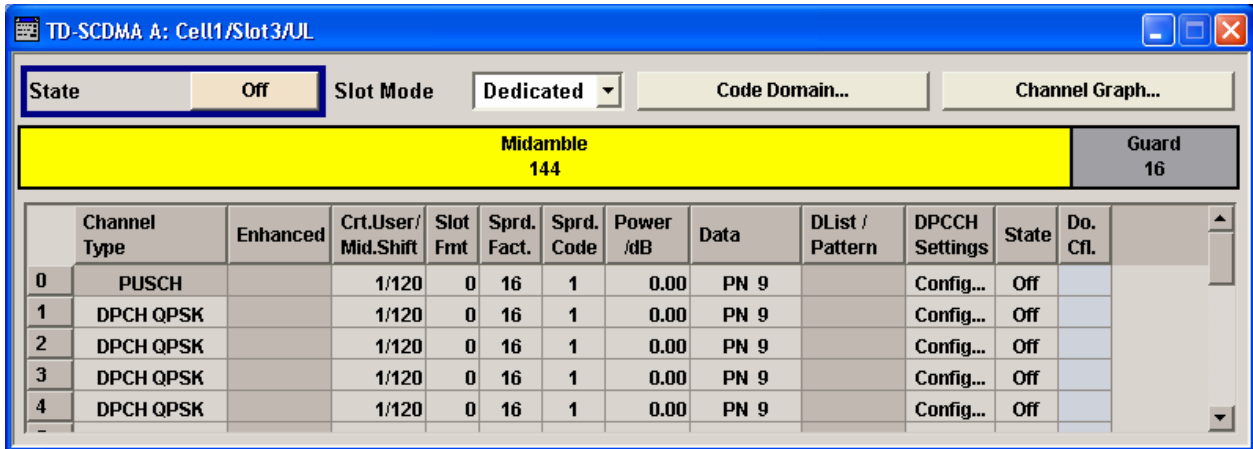 TD-SCDMA A: Cell1/Slot3/UL
State Off Slot Mode Dedicated Code Domain... Channel Graph...
Midamble Guard
144 16
Channel Type Enhanced Crt.User/ Mid.Shift Slot Fmt Sprd. Fact. Sprd. Code Power /dB Data DList / Pattern DPCCH Settings State Do. Cfl.
0 PUSCH 1/120 0 16 1 0.00 PN 9 Config... Off
1 DPCH QPSK 1/120 0 16 1 0.00 PN 9 Config... Off
2 DPCH QPSK 1/120 0 16 1 0.00 PN 9 Config... Off
3 DPCH QPSK 1/120 0 16 1 0.00 PN 9 Config... Off
4 DPCH QPSK 1/120 0 16 1 0.00 PN 9 Config... Off